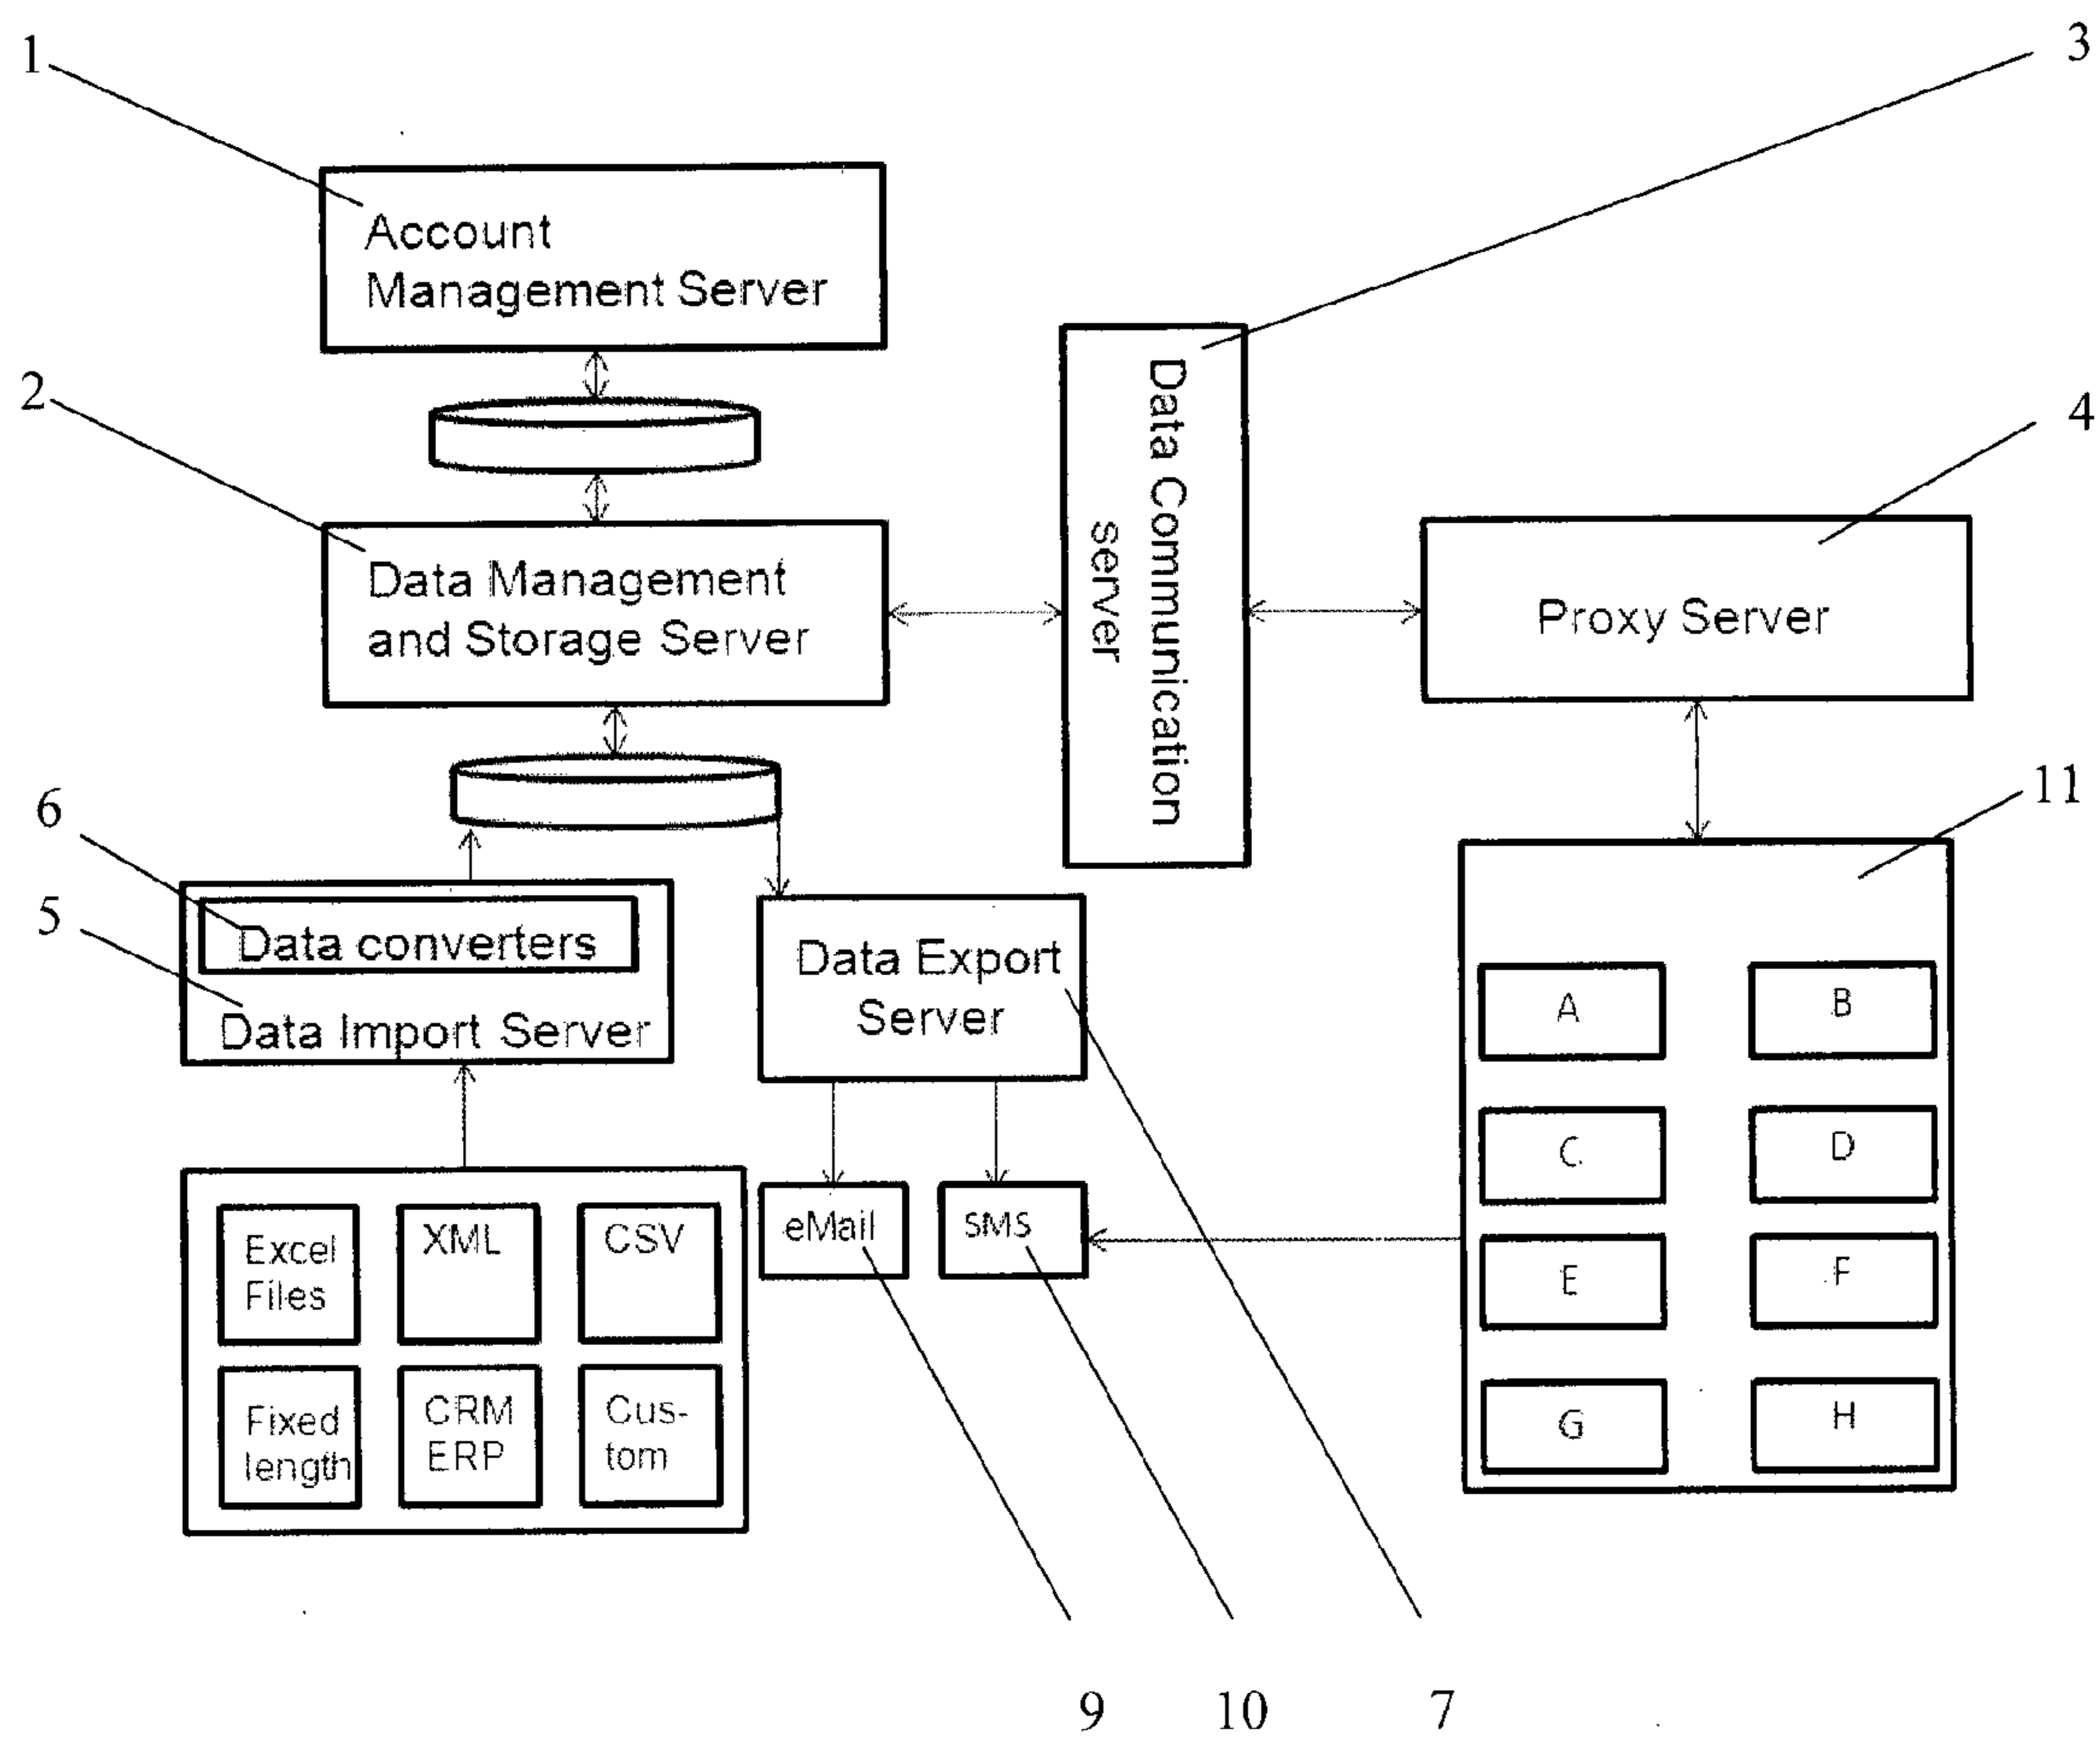 1
3
Account
Management Server
2
4
Data Communication
server
Data Management
and Storage Server
Proxy Server
6
11
5
Data converters
Data Import Server
Data Export
Server
A
B
C
D
E
F
G
H
Excel
Files
XML
CSV
eMail
SMS
Fixed
length
CRM
ERP
Cus-
tom
9
10
7